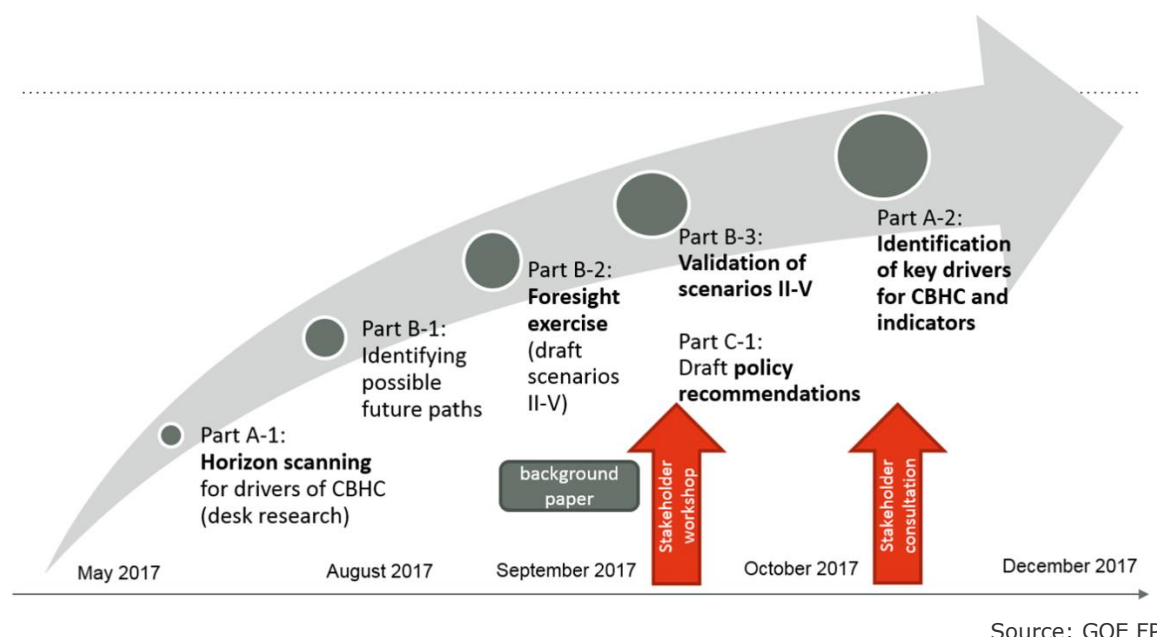 Part A-1:
Horizon scanning
for drivers of CBHC
(desk research)
Part B-1:
Identifying
possible
future paths
Part B-2:
Foresight
exercise
(draft
scenarios
II-V)
Part B-3:
Validation of
scenarios II-V
Part C-1:
Draft policy
recommendations
Part A-2:
Identification
of key drivers
for CBHC and
indicators
background
paper
Stakeholder
workshop
Stakeholder
consultation
May 2017
August 2017
September 2017
October 2017
December 2017
Source: GOE FP